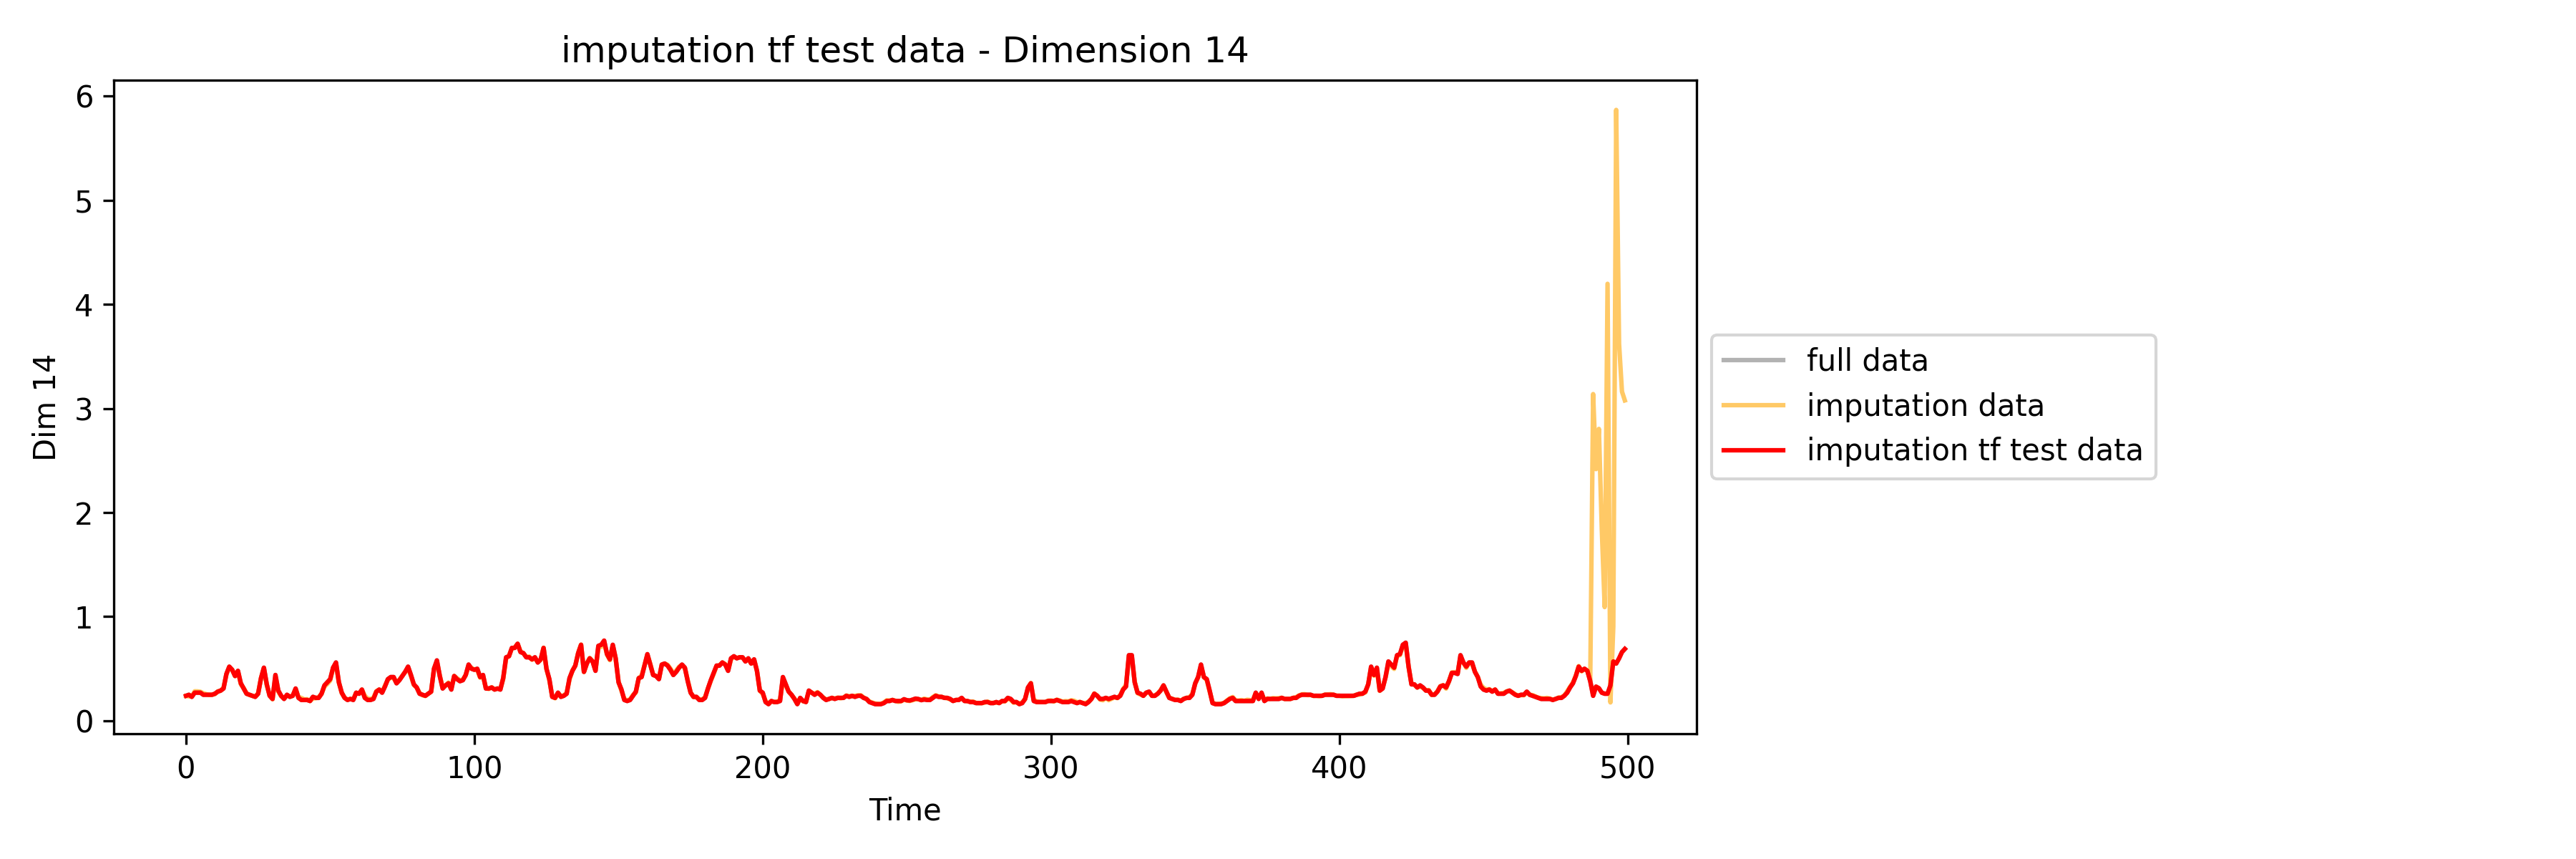 imputation tf test data - Dimension 14
6
5
4
3
2
1
0
Dim 14
0 100 200 300 400 500
Time
full data
imputation data
imputation tf test data